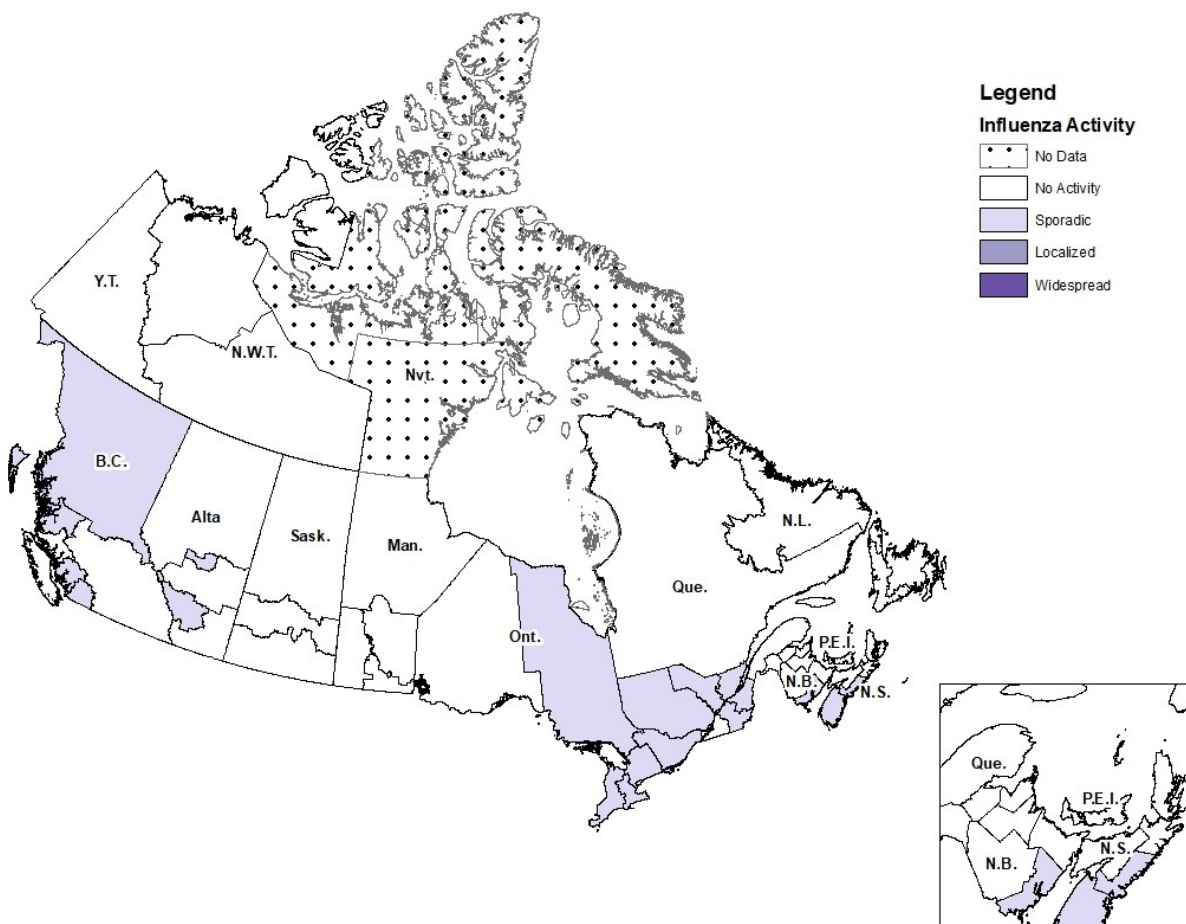 Legend
Influenza Activity
No Data
No Activity
Sporadic
Localized
Widespread
Y.T.
N.W.T.
Nvt.
B.C.
Alta
Sask.
Man.
N.L.
Que.
Ont.
P.E.I.
N.B.
N.S.
Que.
P.E.I.
N.S.
N.B.